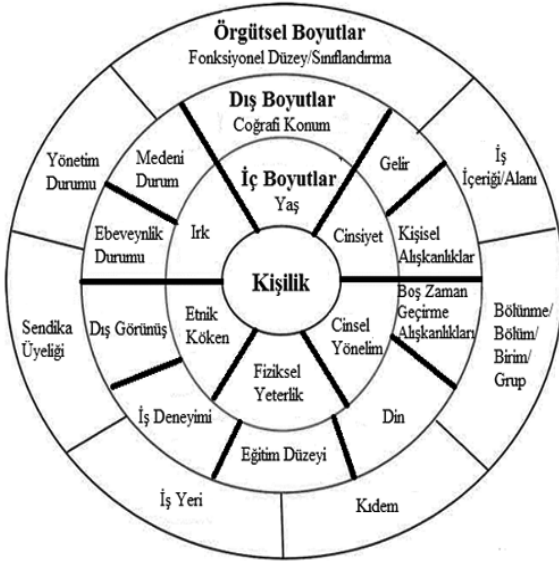 Örgütsel Boyutlar
Fonksiyonel Düzey/Sınıflandırma
Dış Boyutlar
Coğrafi Konum
İç Boyutlar
Yaş
Kişilik
Yönetim
Durumu
Medeni
Durum
Gelir
İş
İçeriği/Alanı
Ebeveynlik
Durumu
Irk
Cinsiyet
Kişisel
Alışkanlıklar
Sendika
Üyeliği
Dış Görünüş
Etnik
Köken
Fiziksel
Yeterlik
Cinsel
Yönelim
Boş Zaman
Geçirme
Alışkanlıkları
Bölünme/
Bölüm/
Birim/
Grup
İş Deneyimi
Eğitim Düzeyi
Din
İş Yeri
Kıdem